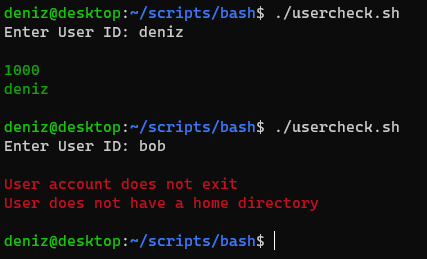 deniz@desktop:~/scripts/bash$ ./usercheck.sh
Enter User ID: deniz
1000
deniz
deniz@desktop:~/scripts/bash$ ./usercheck.sh
Enter User ID: bob
User account does not exit
User does not have a home directory
deniz@desktop:~/scripts/bash$